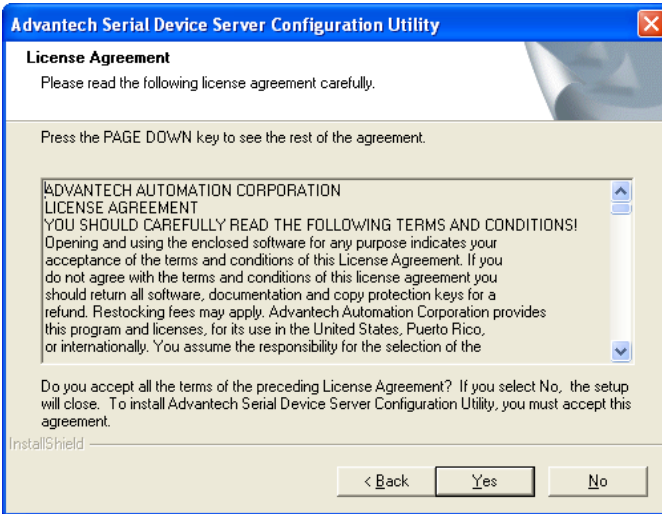 Advantech Serial Device Server Configuration Utility
License Agreement
Please read the following license agreement carefully.
Press the PAGE DOWN key to see the rest of the agreement.
ADVANTECH AUTOMATION CORPORATION
LICENSE AGREEMENT
YOU SHOULD CAREFULLY READ THE FOLLOWING TERMS AND CONDITIONS!
Opening and using the enclosed software for any purpose indicates your
acceptance of the terms and conditions of this License Agreement. If you
do not agree with the terms and conditions of this license agreement you
should return all software, documentation and copy protection keys for a
refund. Restocking fees may apply. Advantech Automation Corporation provides
this program and licenses, for its use in the United States, Puerto Rico,
or internationally. You assume the responsibility for the selection of the
Do you accept all the terms of the preceding License Agreement? If you select No, the setup
will close. To install Advantech Serial Device Server Configuration Utility, you must accept this
agreement.
InstallShield
< Back Yes No